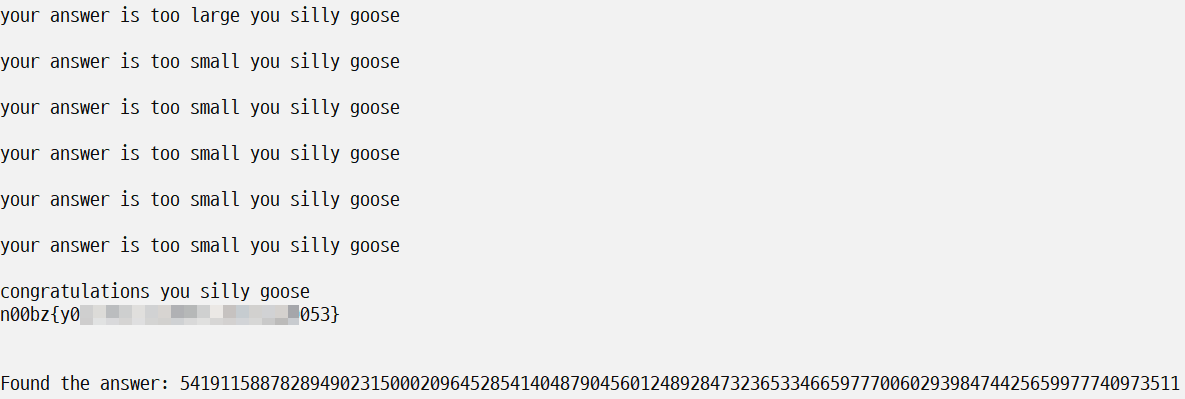 your answer is too large you silly goose
your answer is too small you silly goose
your answer is too small you silly goose
your answer is too small you silly goose
your answer is too small you silly goose
your answer is too small you silly goose
congratulations you silly goose
n00bz{y0 053}
Found the answer: 5419115887828949023150002096452854140487904560124892847323653346659777006029398474425659977740973511